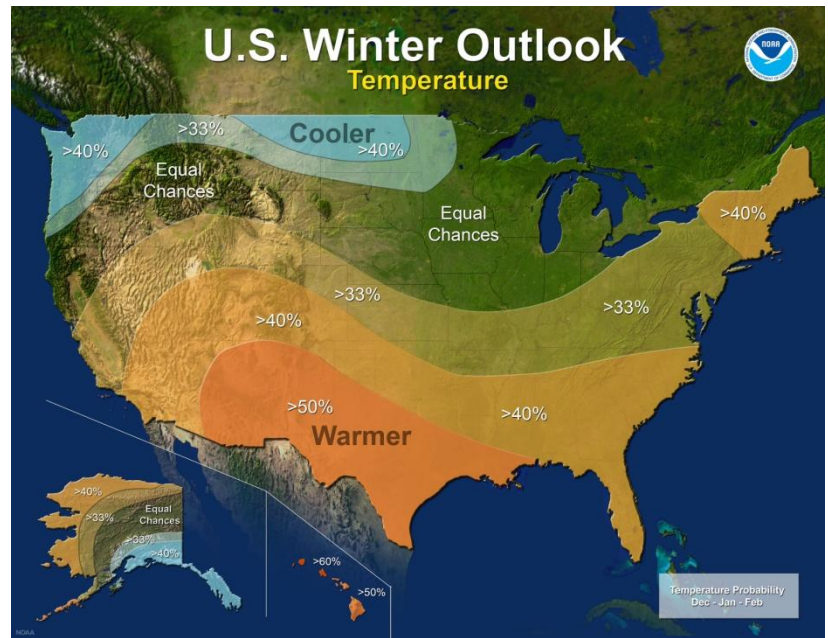 U.S. Winter Outlook
Temperature
NOAA
>40%
>33%
Cooler
>40%
Equal
Chances
Equal
Chances
>40%
>33%
>33%
>40%
>50%
>40%
Warmer
>40%
>33%
Equal
Chances
>33%
>40%
>60%
>50%
Temperature Probability
Dec - Jan - Feb
NOAA